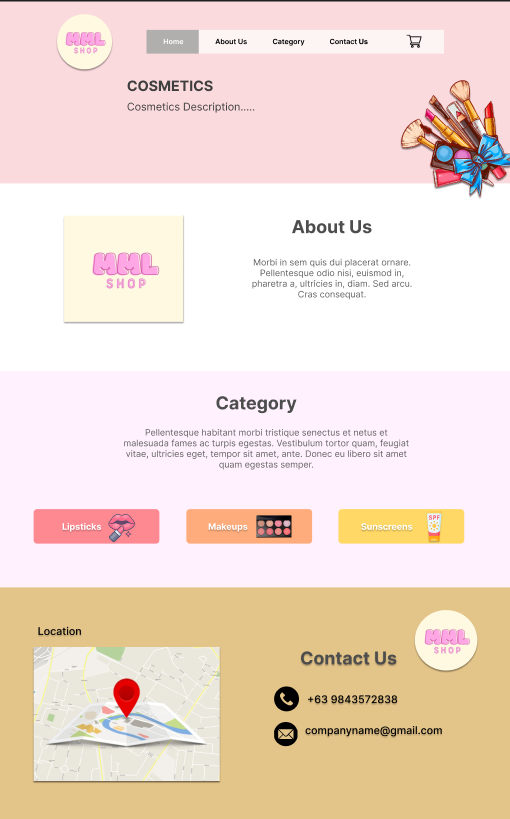 MML
SHOP
Home About Us Category Contact Us
COSMETICS
Cosmetics Description.....
MML
SHOP
About Us
Morbi in sem quis dui placerat ornare.
Pellentesque odio nisi, euismod in,
pharetra a, ultricies in, diam. Sed arcu.
Cras consequat.
Category
Pellentesque habitant morbi tristique senectus et netus et
malesuada fames ac turpis egestas. Vestibulum tortor quam, feugiat
vitae, ultricies eget, tempor sit amet, ante. Donec eu libero sit amet
quam egestas semper.
Lipsticks
Makeups
Sunscreens
SPF
Location
Contact Us
MML
SHOP
+63 9843572838
companyname@gmail.com